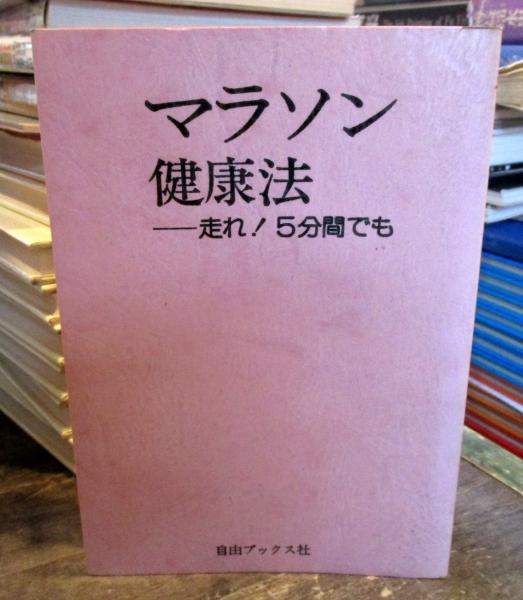 マラソン
健康法
──走れ！5分間でも
自由ブックス社